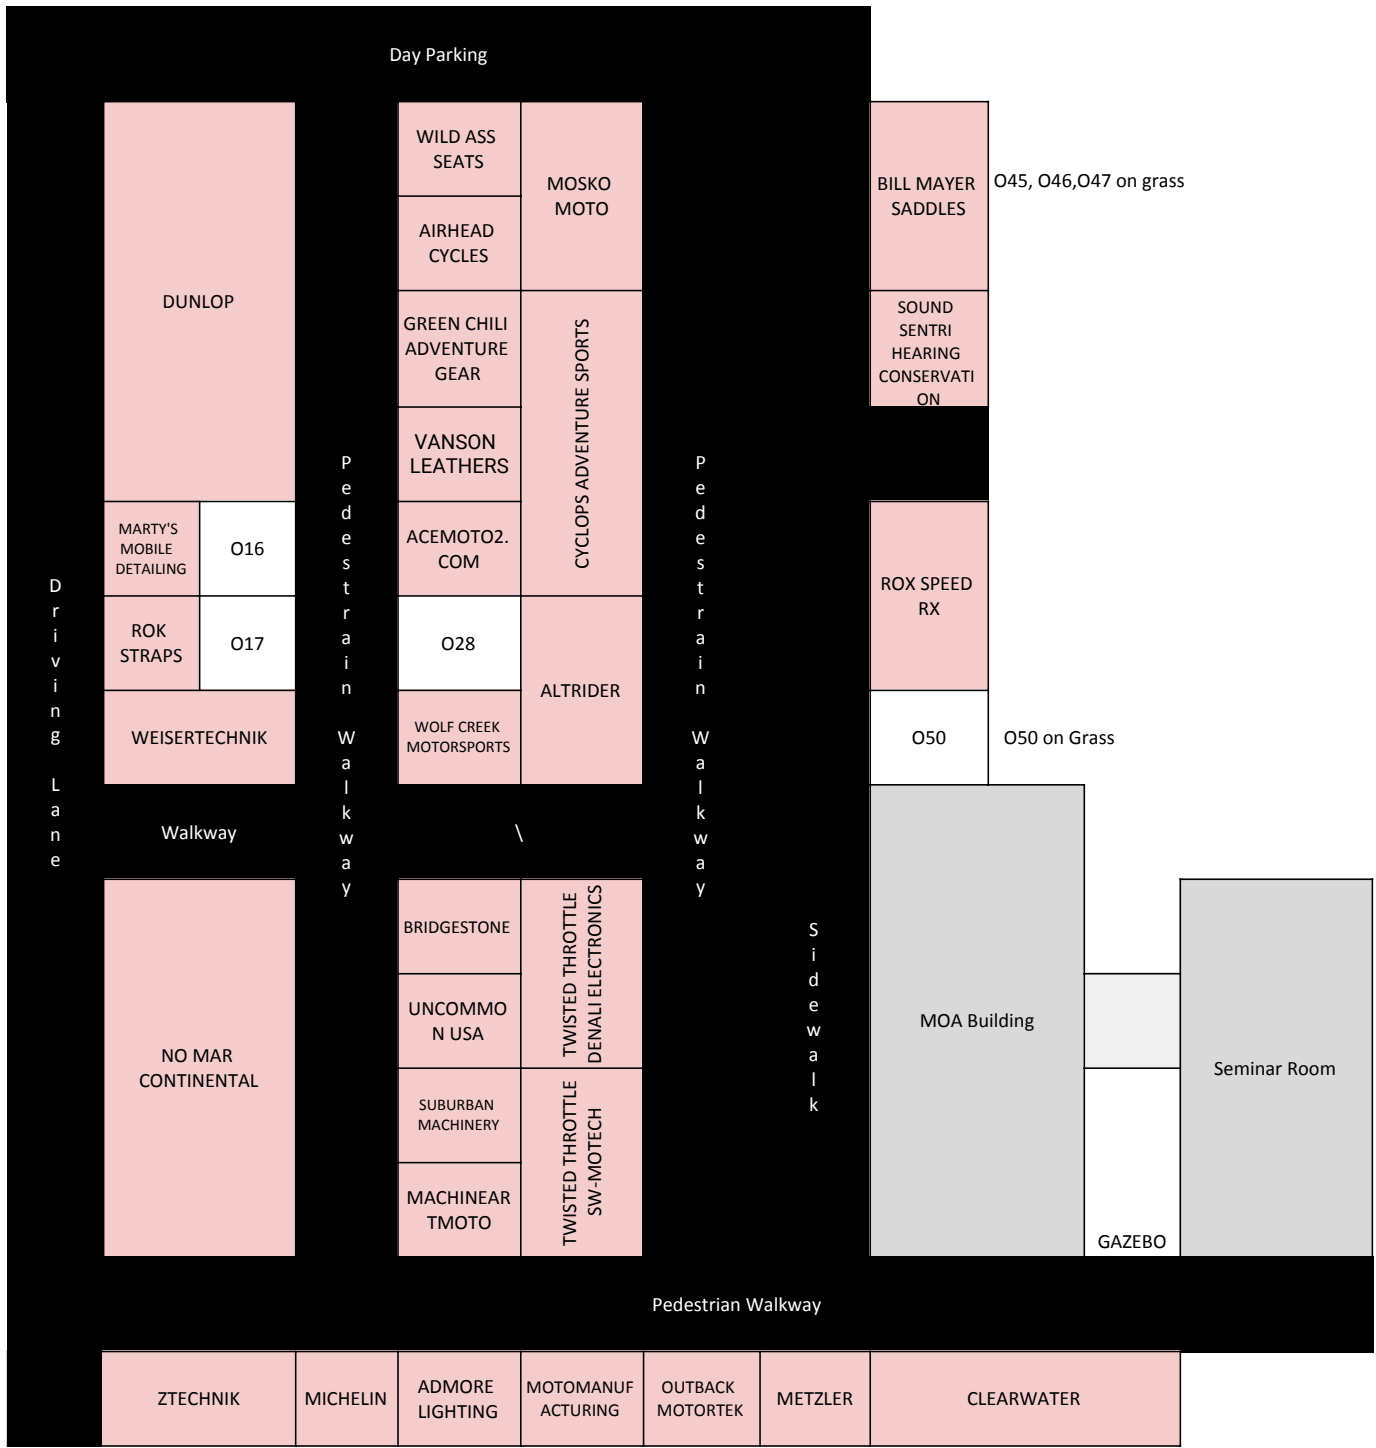 Day Parking
WILD ASS
SEATS
MOSKO
MOTO
BILL MAYER
SADDLES
O45, O46,O47 on grass
AIRHEAD
CYCLES
DUNLOP
GREEN CHILI
ADVENTURE
GEAR
CYCLOPS ADVENTURE SPORTS
SOUND
SENTRI
HEARING
CONSERVATI
ON
VANSON
LEATHERS
MARTY'S
MOBILE
DETAILING
O16
ACEMOTO2.
COM
ROX SPEED
RX
ROK
STRAPS
O17
O28
ALTRIDER
WEISERTECHNIK
WOLF CREEK
MOTORSPORTS
O50
O50 on Grass
Driving Lane
Pedestrain Walkway
Pedestrain Walkway
Walkway
\
Sidewalk
BRIDGESTONE
TWISTED THROTTLE
DENALI ELECTRONICS
UNCOMMO
N USA
MOA Building
NO MAR
CONTINENTAL
Seminar Room
SUBURBAN
MACHINERY
TWISTED THROTTLE
SW-MOTECH
MACHINEAR
TMOTO
GAZEBO
Pedestrian Walkway
ZTECHNIK
MICHELIN
ADMORE
LIGHTING
MOTOMANUF
ACTURING
OUTBACK
MOTORTEK
METZLER
CLEARWATER